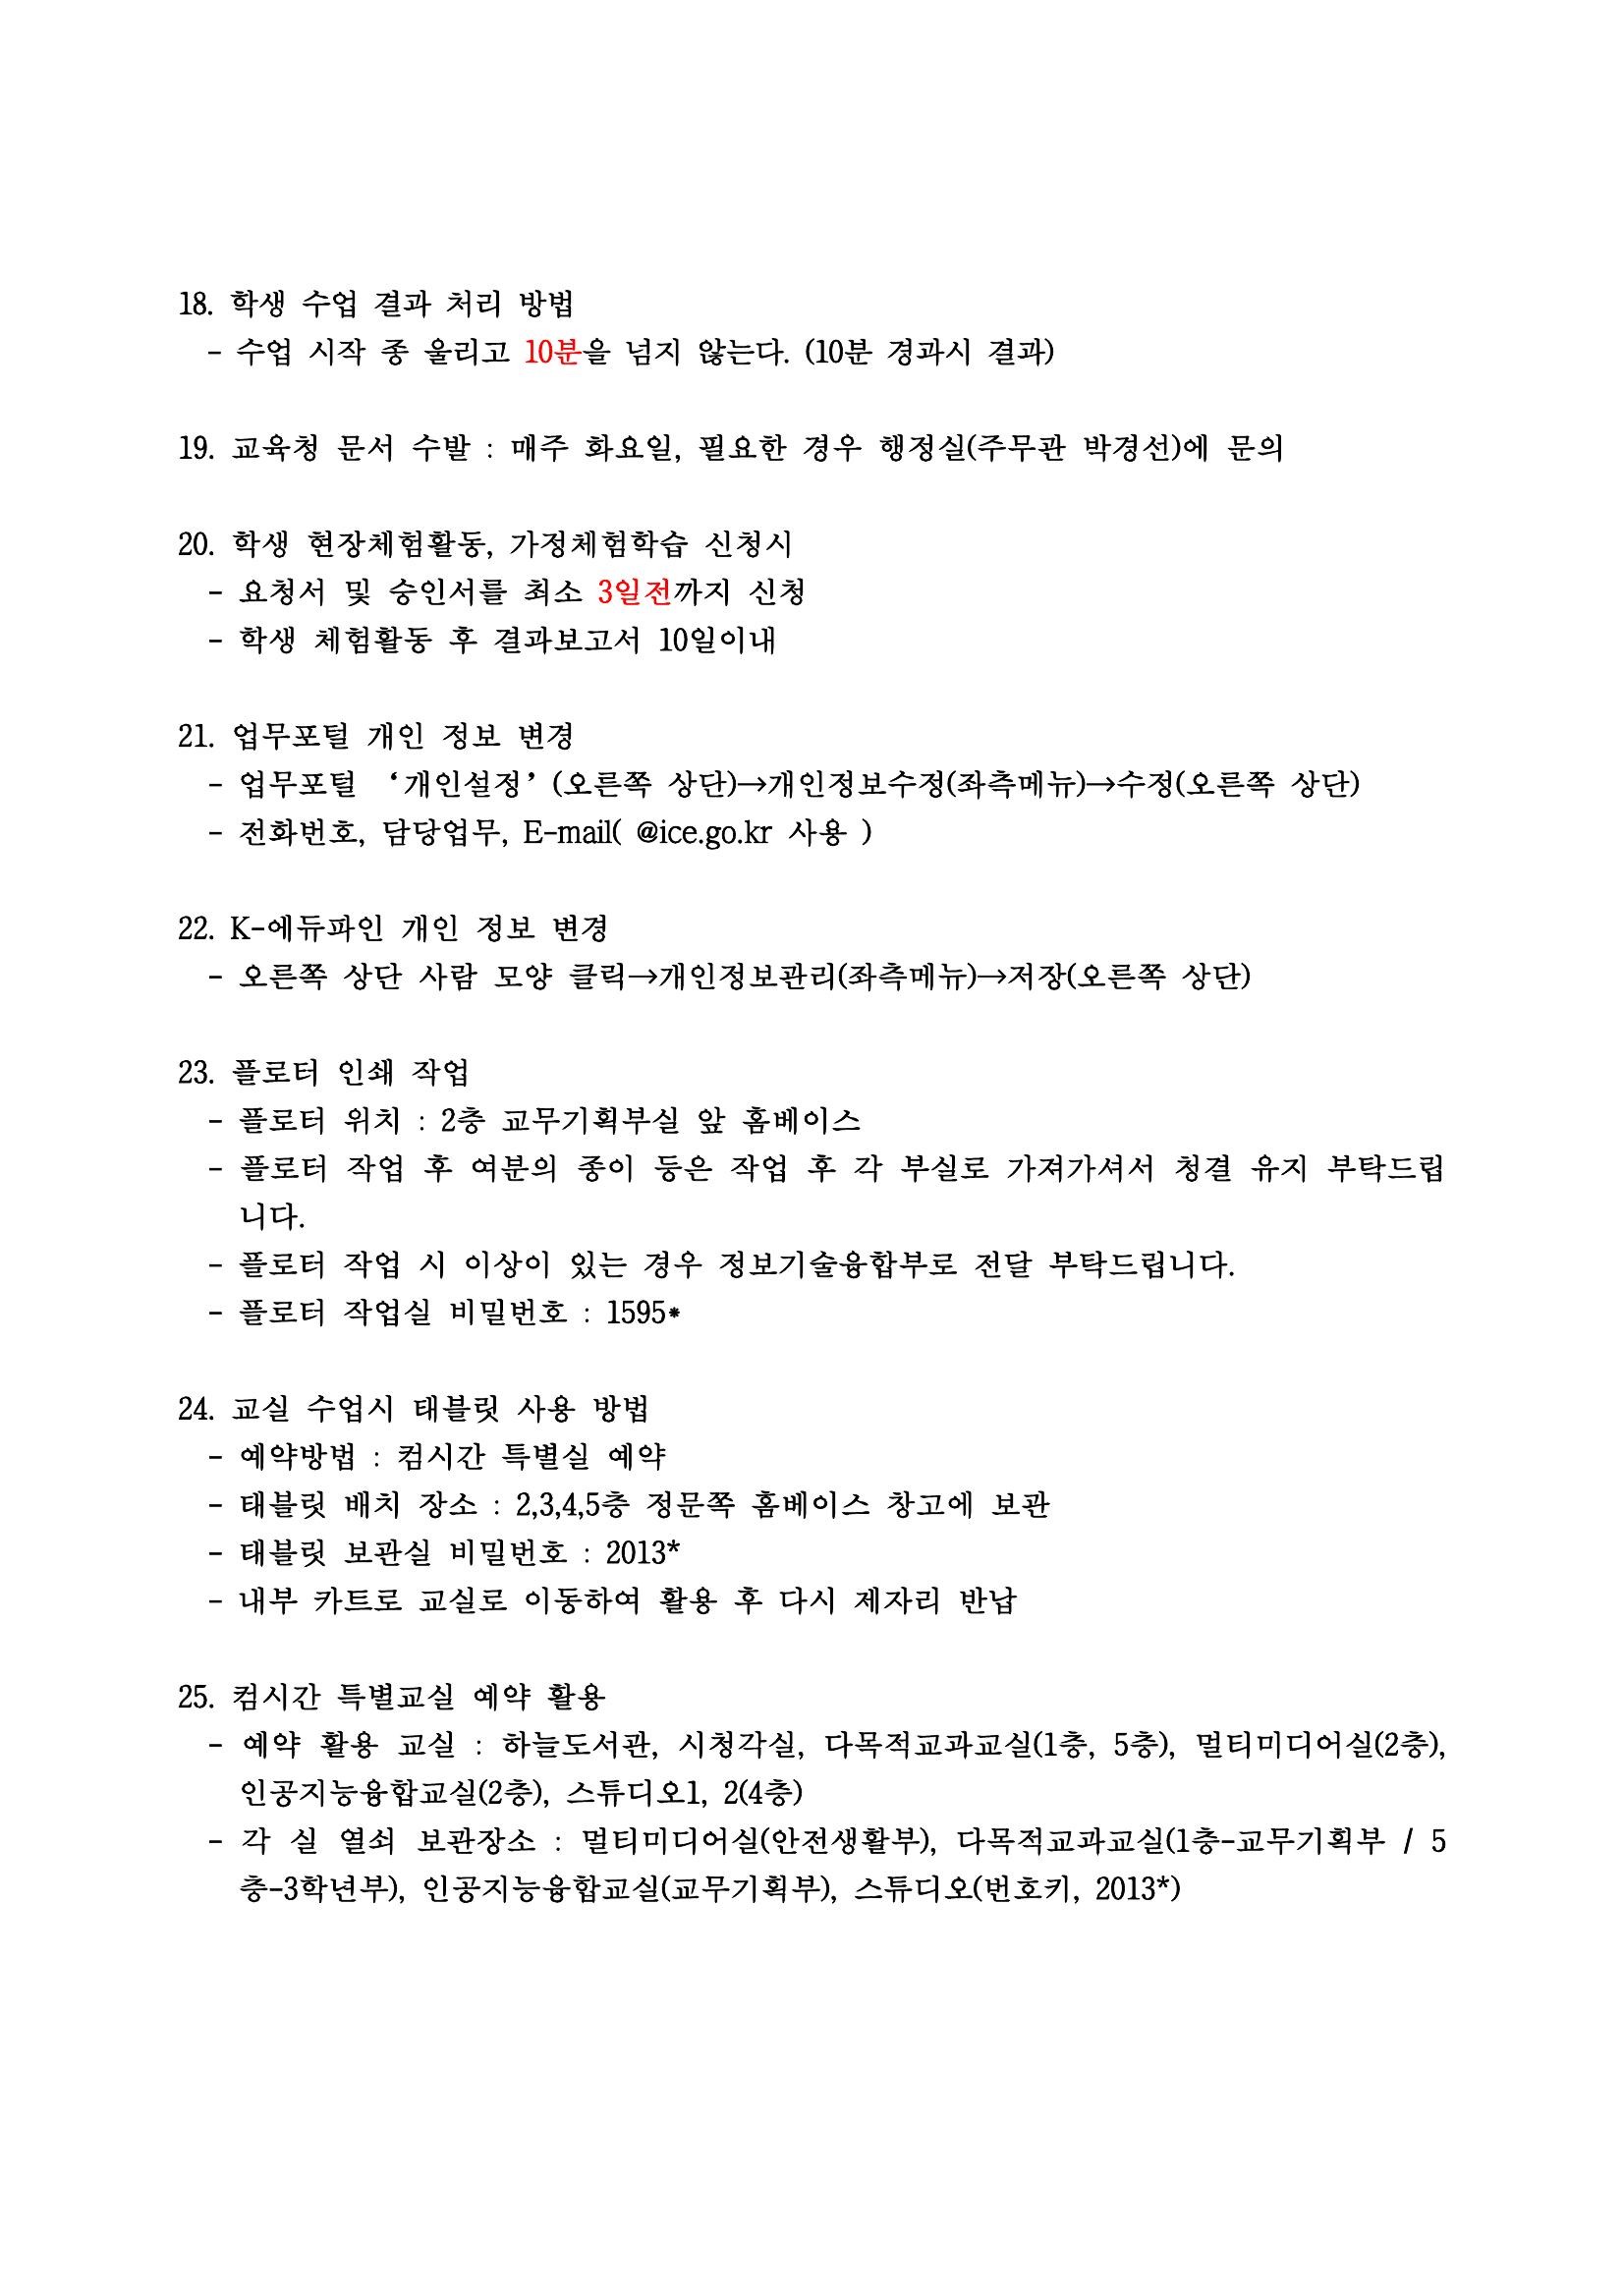 18. 학생 수업 결과 처리 방법
- 수업 시작 종 울리고 10분을 넘지 않는다. (10분 경과시 결과)
19. 교육청 문서 수발 : 매주 화요일, 필요한 경우 행정실(주무관 박경선)에 문의
20. 학생 현장체험활동, 가정체험학습 신청시
- 요청서 및 승인서를 최소 3일전까지 신청
- 학생 체험활동 후 결과보고서 10일이내
21. 업무포털 개인 정보 변경
- 업무포털 ‘개인설정’(오른쪽 상단)→개인정보수정(좌측메뉴)→수정(오른쪽 상단)
- 전화번호, 담당업무, E-mail( @ice.go.kr 사용 )
22. K-에듀파인 개인 정보 변경
- 오른쪽 상단 사람 모양 클릭→개인정보관리(좌측메뉴)→저장(오른쪽 상단)
23. 플로터 인쇄 작업
- 플로터 위치 : 2층 교무기획부실 앞 홈베이스
- 플로터 작업 후 여분의 종이 등은 작업 후 각 부실로 가져가셔서 청결 유지 부탁드립
니다.
- 플로터 작업 시 이상이 있는 경우 정보기술융합부로 전달 부탁드립니다.
- 플로터 작업실 비밀번호 : 1595*
24. 교실 수업시 태블릿 사용 방법
- 예약방법 : 컴시간 특별실 예약
- 태블릿 배치 장소 : 2,3,4,5층 정문쪽 홈베이스 창고에 보관
- 태블릿 보관실 비밀번호 : 2013*
- 내부 카트로 교실로 이동하여 활용 후 다시 제자리 반납
25. 컴시간 특별교실 예약 활용
- 예약 활용 교실 : 하늘도서관, 시청각실, 다목적교과교실(1층, 5층), 멀티미디어실(2층),
인공지능융합교실(2층), 스튜디오1, 2(4층)
- 각 실 열쇠 보관장소 : 멀티미디어실(안전생활부), 다목적교과교실(1층-교무기획부 / 5
층-3학년부), 인공지능융합교실(교무기획부), 스튜디오(번호키, 2013*)